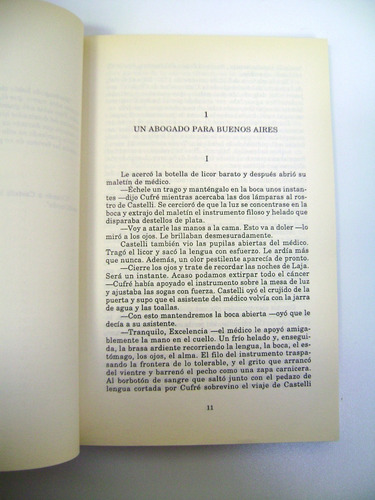 1
UN ABOGADO PARA BUENOS AIRES
I
Le acercó la botella de licor barato y después abrió su
maletín de médico.
—Échele un trago y manténgalo en la boca unos instan-
tes —dijo Cufré mientras acercaba las dos lámparas al ros-
tro de Castelli. Se cercioró de que la luz se concentrase en la
boca y extrajo del maletín el instrumento filoso y helado que
disparaba destellos de plata.
—Voy a atarle las manos a la cama. Esto va a doler —lo
miró a los ojos. Le brillaban desmesuradamente.
Castelli también vio las pupilas abiertas del médico.
Tragó el licor y sacó la lengua con esfuerzo. Le ardía más
que nunca. Además, un olor pestilente aparecía de pronto.
—Cierre los ojos y trate de recordar las noches de Laja.
Será un instante. Acaso podamos extirpar todo el cáncer
—Cufré había apoyado el instrumento sobre la mesa de luz
y ajustaba las sogas con fuerza. Castelli oyó el crujido de la
puerta y supo que el asistente del médico volvía con la jarra
de agua y las toallas.
—Con esto mantendremos la boca abierta —oyó que le
decía a su asistente.
—Tranquilo, Excelencia —el médico le apoyó amiga-
blemente la mano en el cuello. Un frío helado y, ensegui-
da, la brasa ardiente recorriendo la lengua, la boca, el es-
tómago, los ojos, el alma. El filo del instrumento traspasa-
ndo la frontera de lo tolerable, y el grito que arrancó
del vientre y barrenó el pecho como una zapa carnicera.
Al borbotón de sangre que saltó junto con el pedazo de
lengua cortada por Cufré sobrevino el viaje de Castelli
11